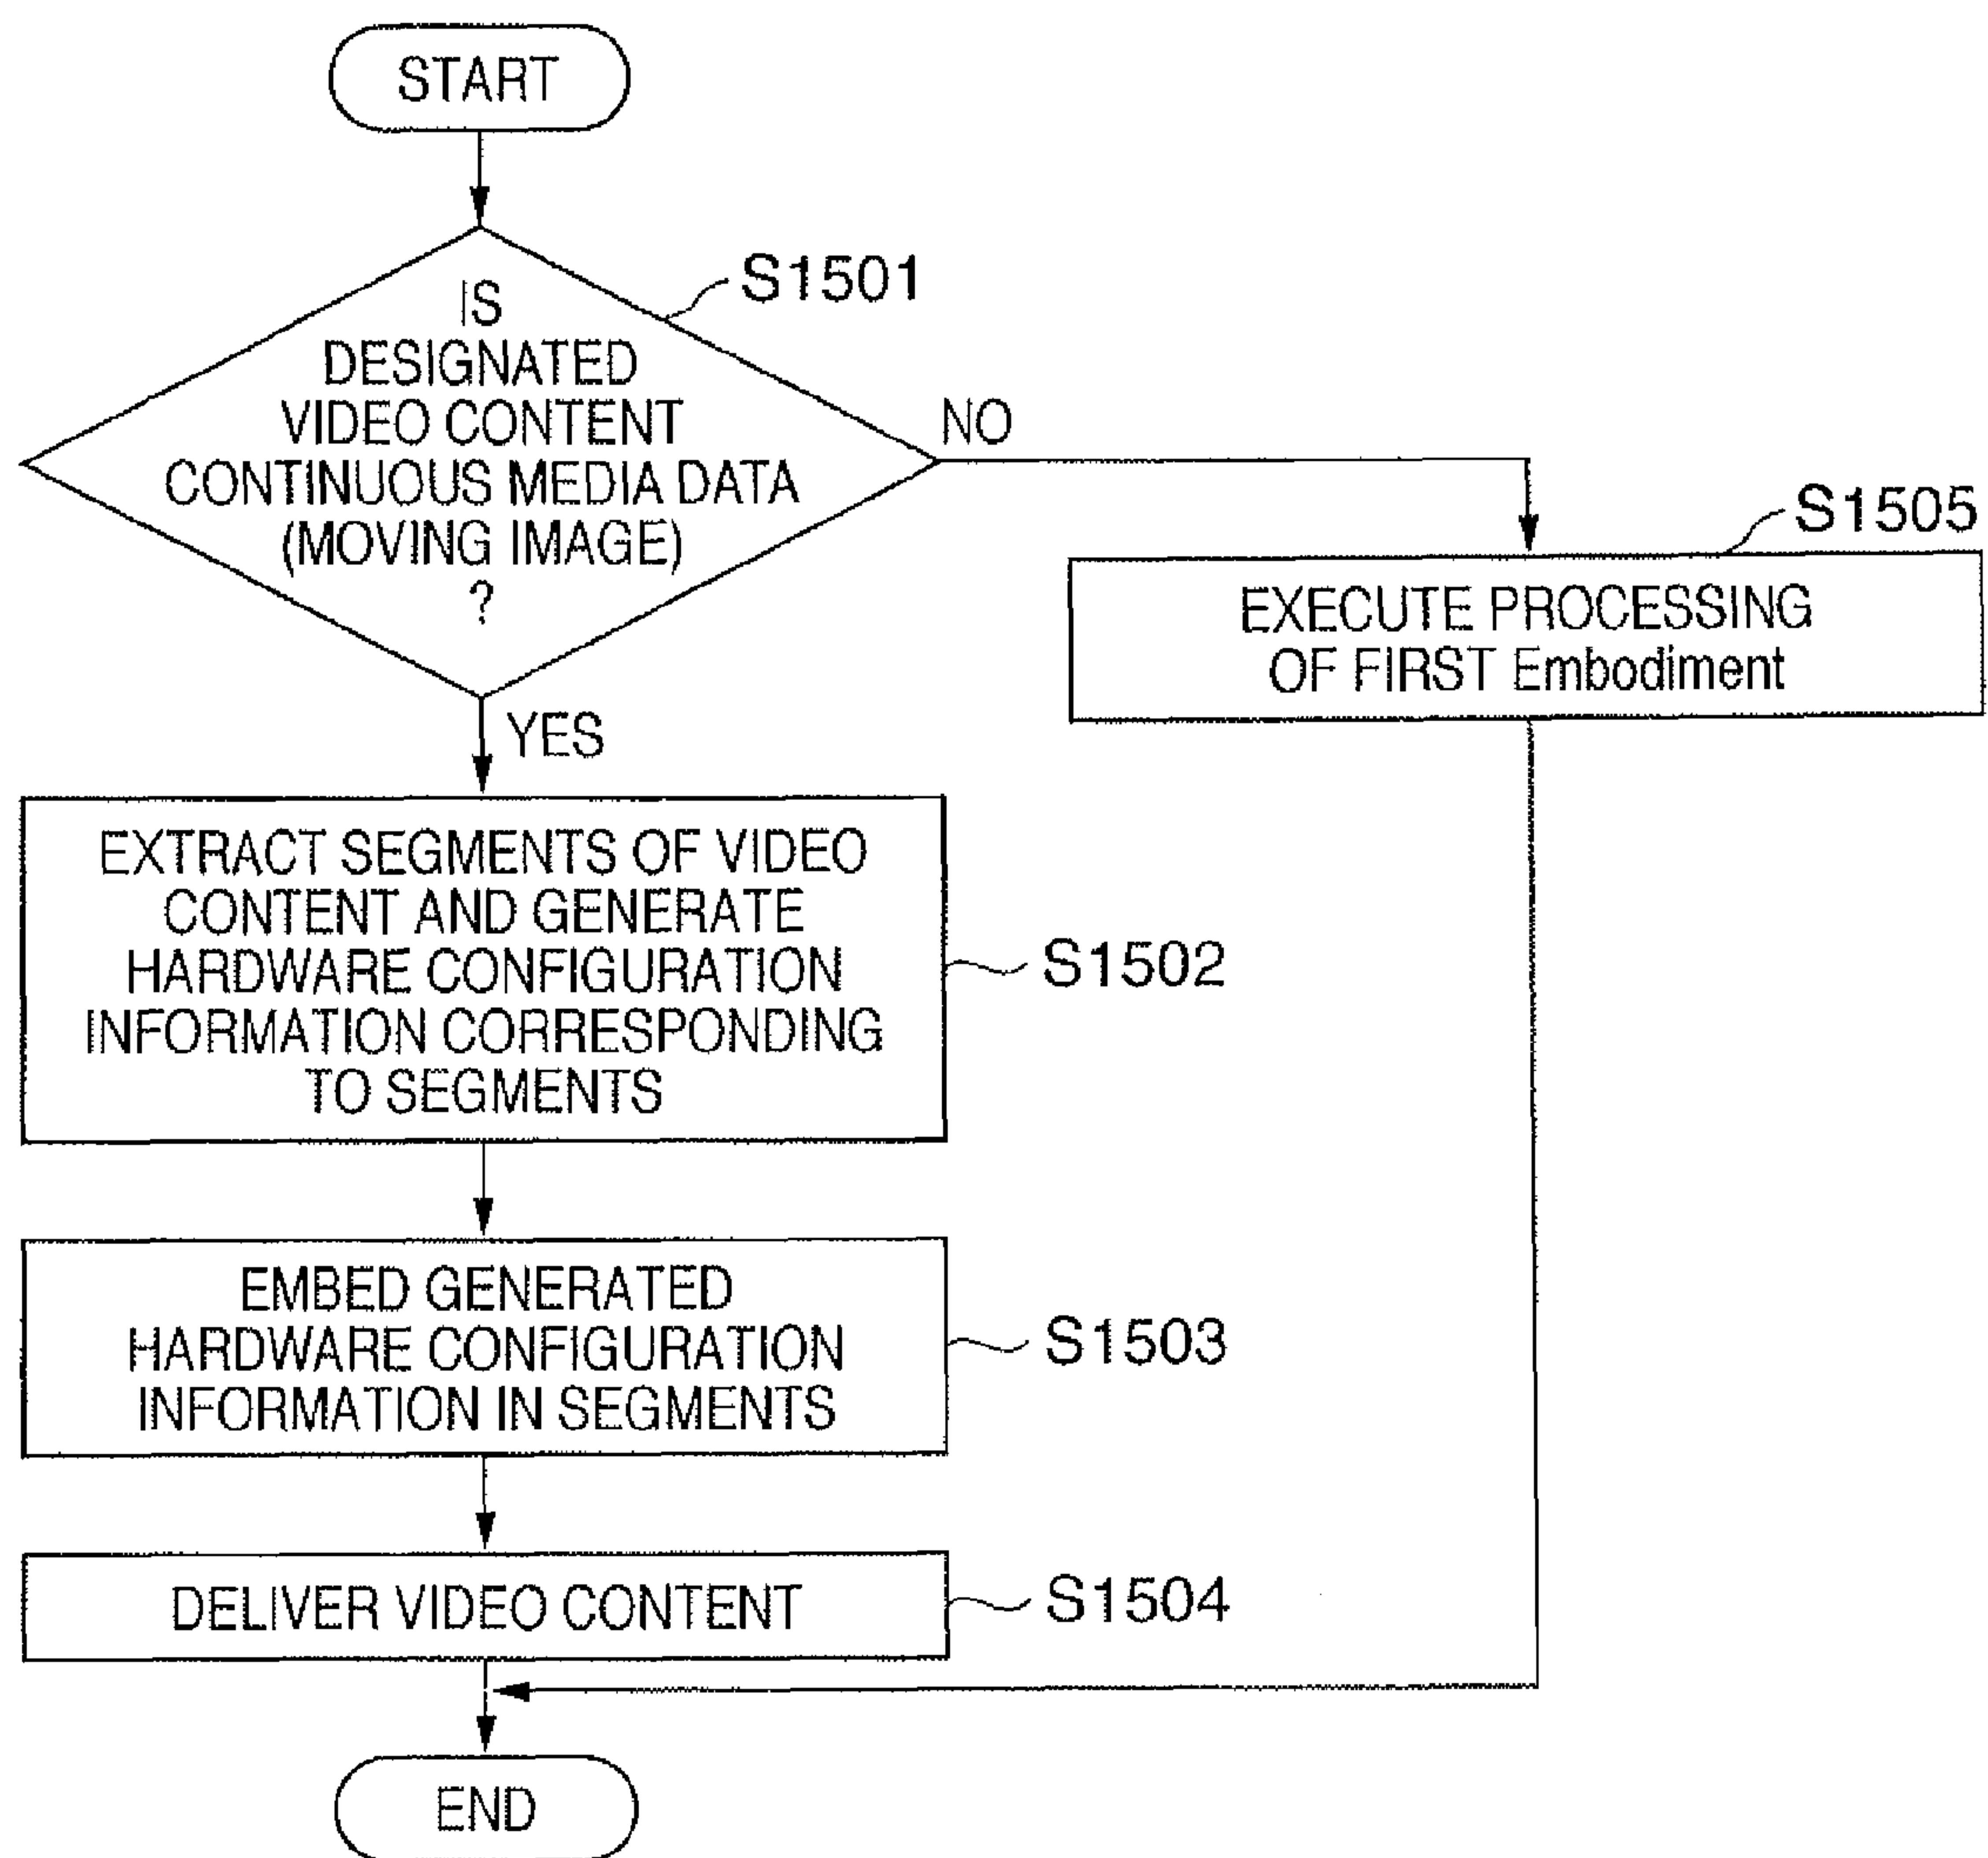 START
S1501
IS
DESIGNATED
VIDEO CONTENT
CONTINUOUS MEDIA DATA
(MOVING IMAGE)
?
NO
S1505
EXECUTE PROCESSING
OF FIRST Embodiment
YES
EXTRACT SEGMENTS OF VIDEO
CONTENT AND GENERATE
HARDWARE CONFIGURATION
INFORMATION CORRESPONDING
TO SEGMENTS
S1502
EMBED GENERATED
HARDWARE CONFIGURATION
INFORMATION IN SEGMENTS
S1503
DELIVER VIDEO CONTENT
S1504
END